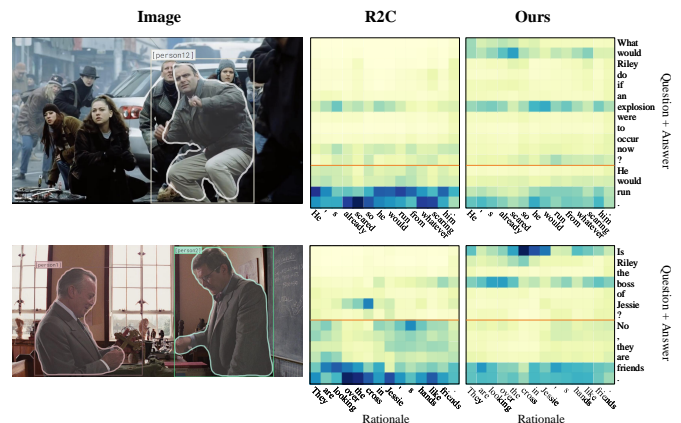 Image
R2C
Ours
[person12]
What
would
Riley
do
if
an
explosion
were
to
occur
now
?
He
would
run
.
Question + Answer
He
'
s
already
scared
so
he
would
run
from
whatever
scaring
him
He
'
s
already
scared
so
he
would
run
from
whatever
scaring
him
Is
Riley
the
boss
of
Jessie
?
No
,
they
are
friends
.
Question + Answer
They
are
looking
over
the
cross
in
Jessie
'
s
hands
like
friends
.
They
are
looking
over
the
cross
in
Jessie
'
s
hands
like
friends
.
Rationale
Rationale